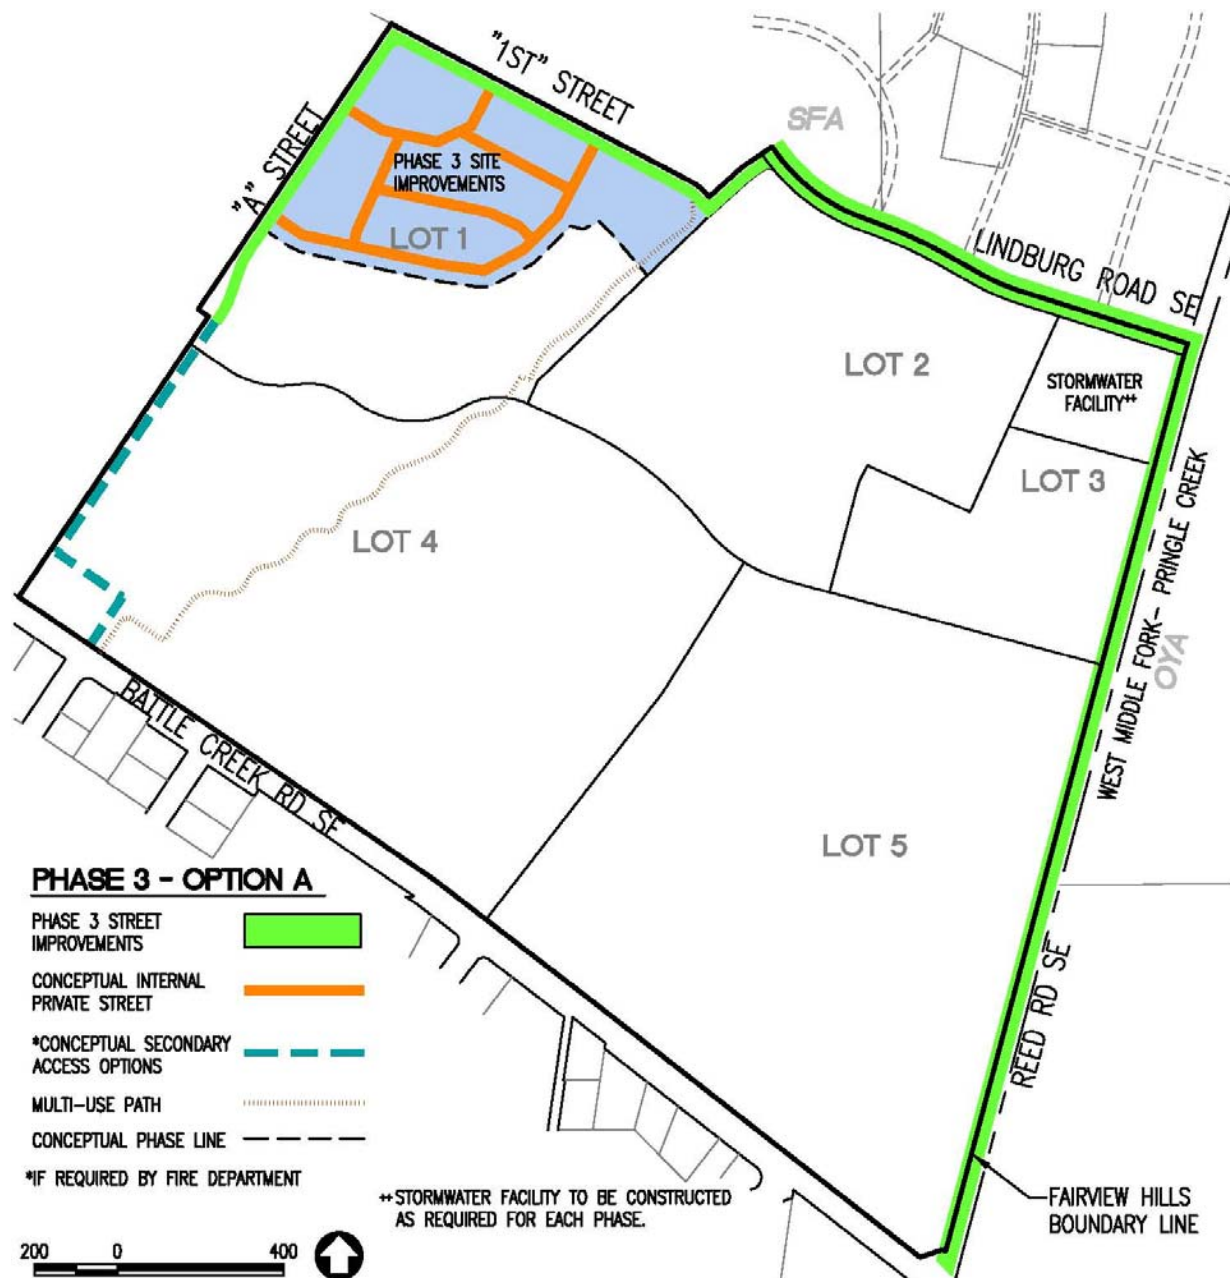 "1ST" STREET
SFA
"A" STREET
PHASE 3 SITE
IMPROVEMENTS
LOT 1
LINDBURG ROAD SE
LOT 2
STORMWATER
FACILITY**
LOT 3
LOT 4
WEST MIDDLE FORK- PRINGLE CREEK
OYA
BATTLE CREEK RD SE
LOT 5
REED RD SE
PHASE 3 - OPTION A
PHASE 3 STREET
IMPROVEMENTS
CONCEPTUAL INTERNAL
PRIVATE STREET
*CONCEPTUAL SECONDARY
ACCESS OPTIONS
MULTI-USE PATH
CONCEPTUAL PHASE LINE
*IF REQUIRED BY FIRE DEPARTMENT
**STORMWATER FACILITY TO BE CONSTRUCTED
AS REQUIRED FOR EACH PHASE.
FAIRVIEW HILLS
BOUNDARY LINE
200 0 400